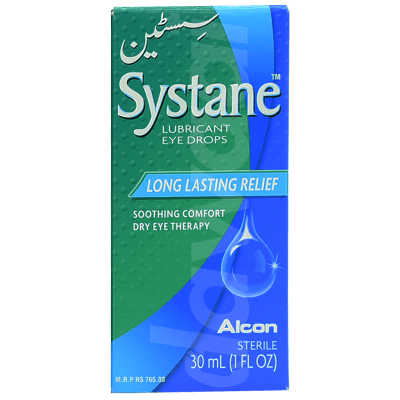 سسٹین
Systane™
LUBRICANT
EYE DROPS
LONG LASTING RELIEF
SOOTHING COMFORT
DRY EYE THERAPY
Alcon
STERILE
30 mL (1 FL OZ)
M.R.P RS 765.00